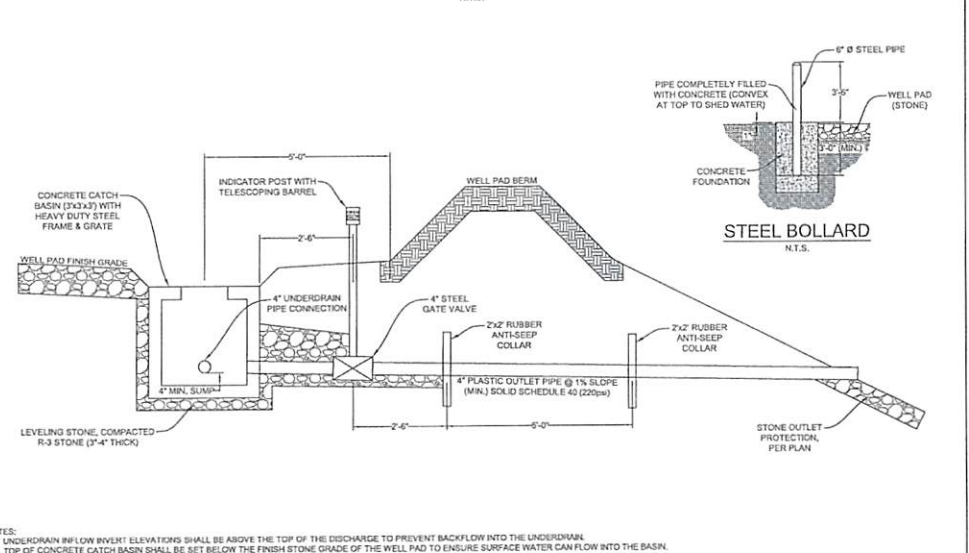 6" Ø STEEL PIPE
PIPE COMPLETELY FILLED
WITH CONCRETE (CONVEX
AT TOP TO SHED WATER)
3'-6"
WELL PAD
(STONE)
1"
3'-0" (MIN.)
CONCRETE
FOUNDATION
STEEL BOLLARD
N.T.S.
5'-0"
INDICATOR POST WITH
TELESCOPING BARREL
WELL PAD BERM
CONCRETE CATCH
BASIN (3'x3'x3') WITH
HEAVY DUTY STEEL
FRAME & GRATE
2'-6"
WELL PAD FINISH GRADE
4" UNDERDRAIN
PIPE CONNECTION
4" STEEL
GATE VALVE
2'x2' RUBBER
ANTI-SEEP
COLLAR
2'x2' RUBBER
ANTI-SEEP
COLLAR
4" MIN. SUMP
4" PLASTIC OUTLET PIPE @ 1% SLOPE
(MIN.) SOLID SCHEDULE 40 (220psi)
LEVELING STONE, COMPACTED
R-3 STONE (3"-4" THICK)
2'-6"
5'-0"
STONE OUTLET
PROTECTION,
PER PLAN
UNDERDRAIN INFLOW INVERT ELEVATIONS SHALL BE ABOVE THE TOP OF THE DISCHARGE TO PREVENT BACKFLOW INTO THE UNDERDRAIN.
TOP OF CONCRETE CATCH BASIN SHALL BE SET BELOW THE FINISH STONE GRADE OF THE WELL PAD TO ENSURE SURFACE WATER CAN FLOW INTO THE BASIN.